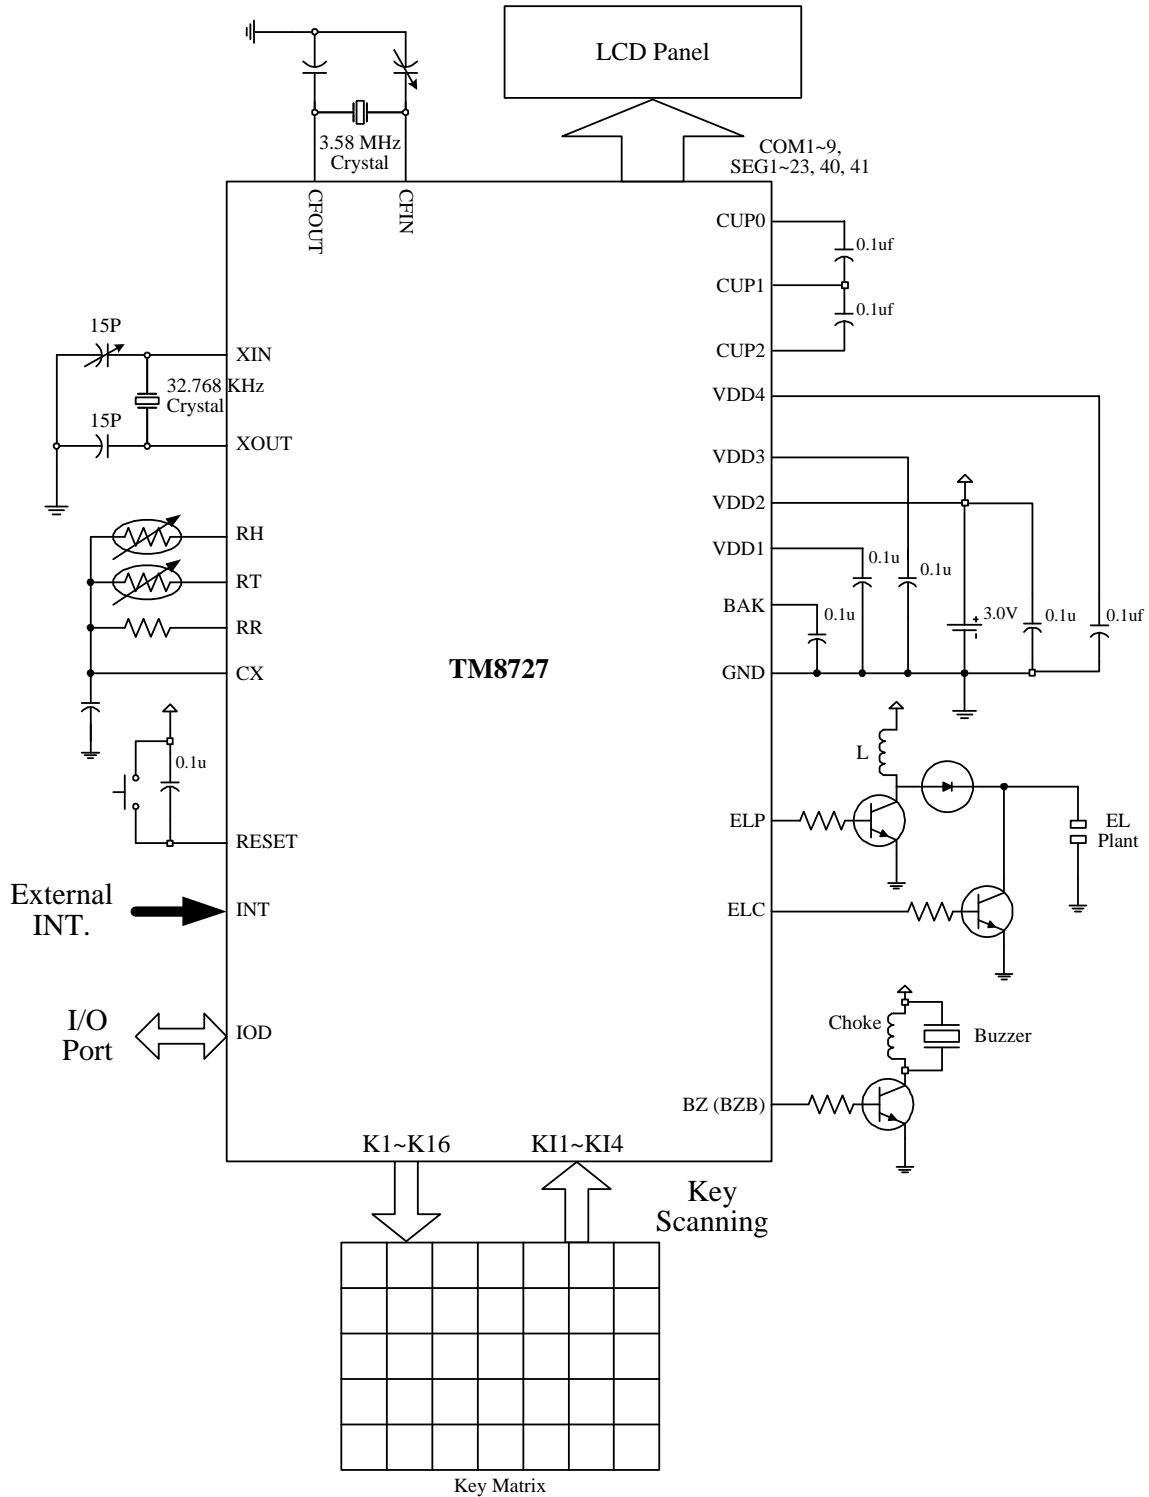 LCD Panel
3.58 MHz
Crystal
COM1~9,
SEG1~23, 40, 41
CFOUT
CFIN
CUP0
0.1uf
CUP1
0.1uf
CUP2
15P
XIN
32.768 KHz
Crystal
15P
XOUT
VDD4
VDD3
VDD2
VDD1
0.1u
0.1u
BAK
0.1u
3.0V
0.1u
0.1uf
GND
RH
RT
RR
CX
TM8727
0.1u
RESET
L
ELP
EL
Plant
External
INT.
INT
ELC
I/O
Port
IOD
Choke
Buzzer
BZ (BZB)
K1~K16
KI1~KI4
Key
Scanning
Key Matrix